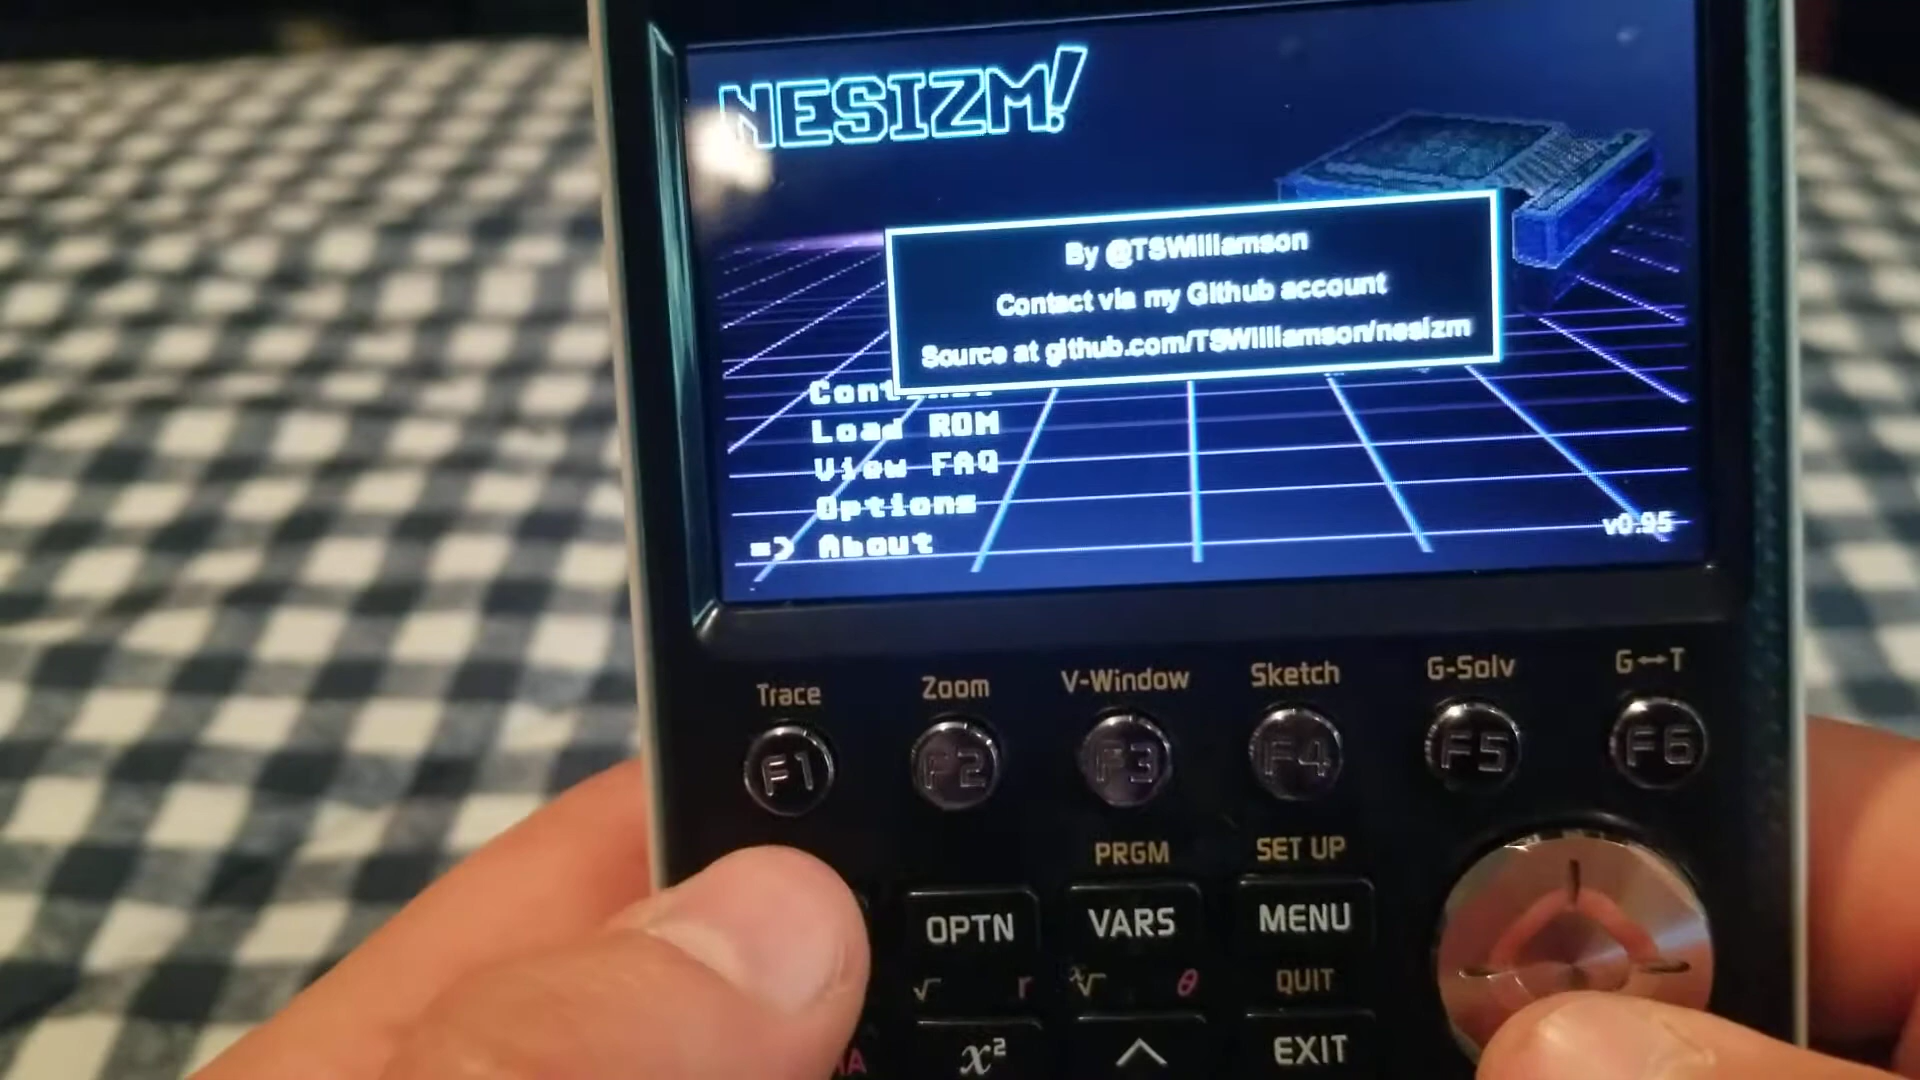 NESIZM!
By @TSWilliamson
Contact via my Github account
Source at github.com/TSWilliamson/nesizm
Load ROM
View FAQ
Options
=> About
v0.95
Trace Zoom V-Window Sketch G-Solv G↔T
F1 F2 F3 F4 F5 F6
PRGM SET UP
OPTN VARS MENU
√ r x√ θ QUIT
x² ^ EXIT